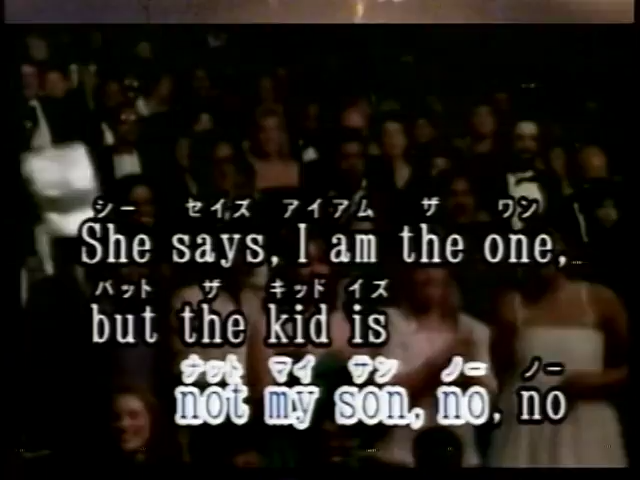 シー セイズ アイアム ザ ワン
She says, I am the one,
バット ザ キッド イズ
but the kid is
ナット マイ サン ノー ノー
not my son, no, no